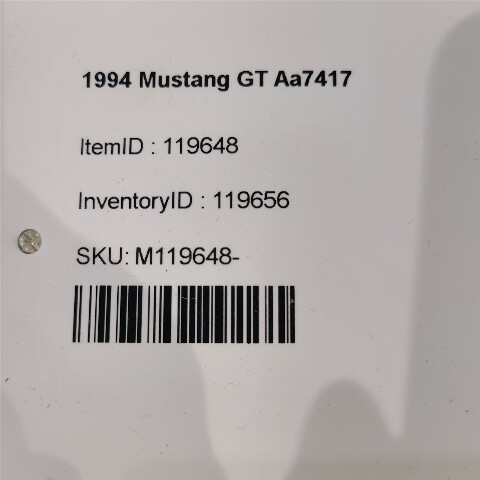 1994 Mustang GT Aa7417
ItemID : 119648
InventoryID : 119656
SKU: M119648-